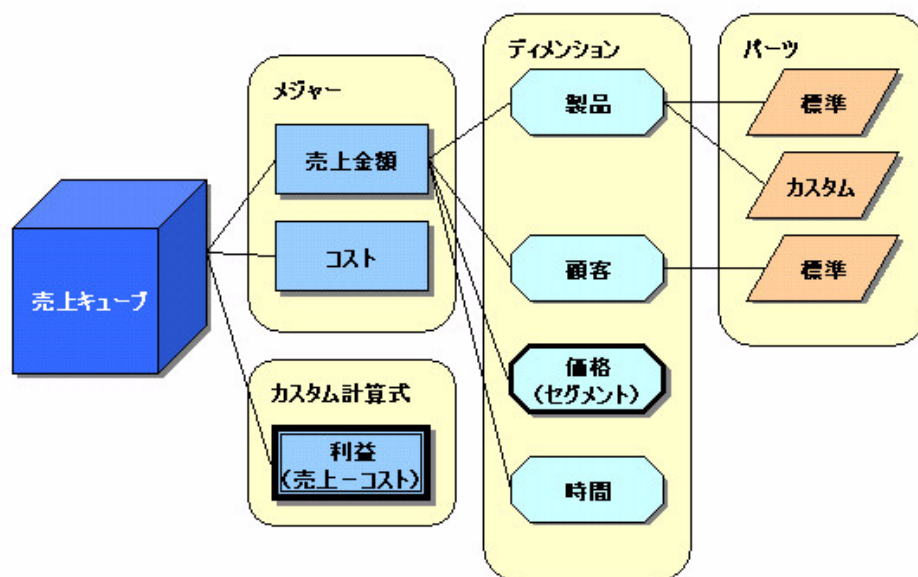 売上キューブ
メジャー
売上金額
コスト
カスタム計算式
利益
(売上－コスト)
ディメンション
製品
顧客
価格
(セグメント)
時間
パーツ
標準
カスタム
標準